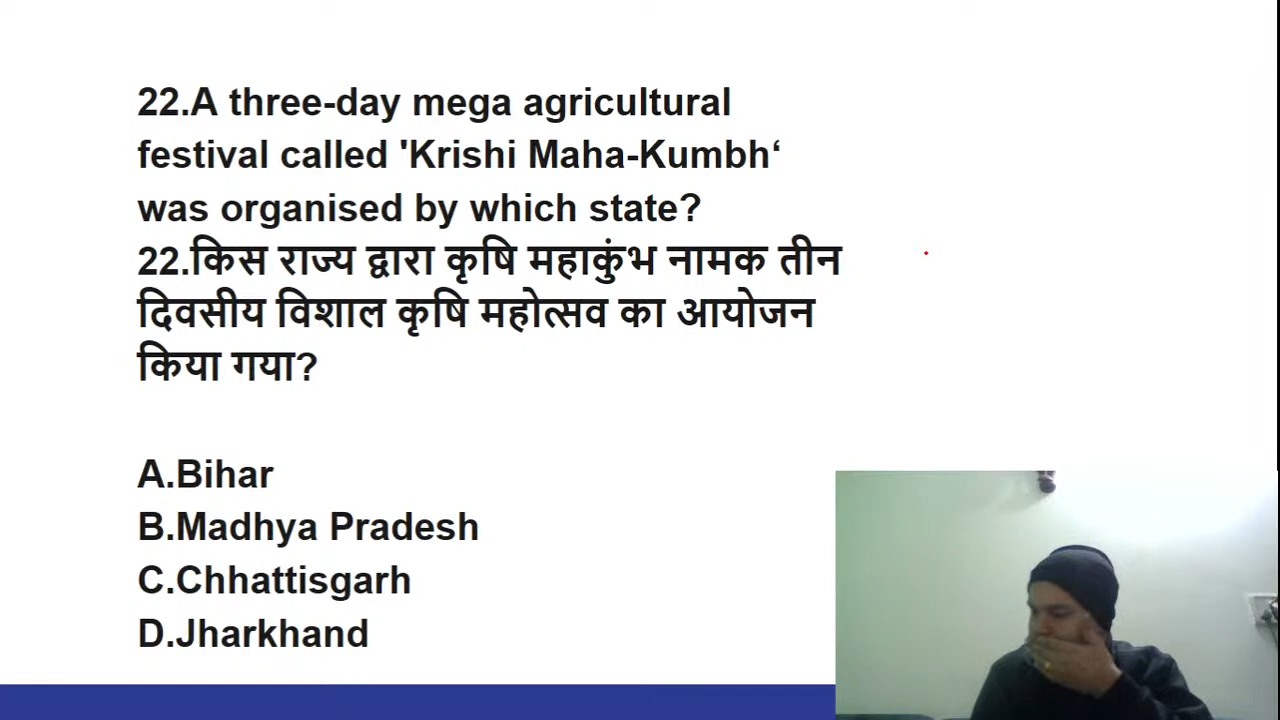 22.A three-day mega agricultural
festival called 'Krishi Maha-Kumbh‘
was organised by which state?
22.किस राज्य द्वारा कृषि महाकुंभ नामक तीन
दिवसीय विशाल कृषि महोत्सव का आयोजन
किया गया?
A.Bihar
B.Madhya Pradesh
C.Chhattisgarh
D.Jharkhand